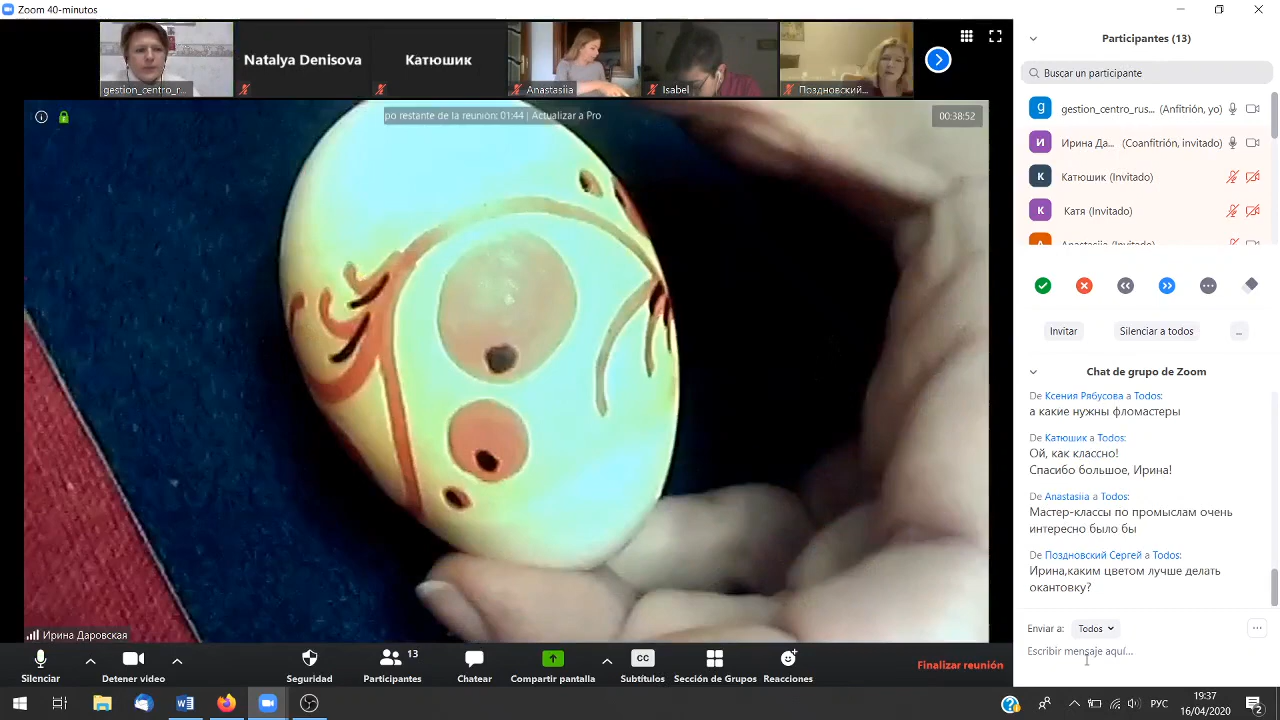 Zoom 40-minutos
gestion_centro_r...
Natalya Denisova
Катюшик
Anastasiia
Isabel
Поздновский...
po restante de la reunión: 01:44 | Actualizar a Pro
00:38:52
Ирина Даровская
Participantes (13)
Buscar un participante
g
gestion_centro_rus... (Anfitrión, yo)
И
Ирина Да... (Coanfitrión, invitado)
К
Катюшик (Invitado)
К
Катя (Invitado)
Anastasiia (Invitado)
Invitar
Silenciar a todos
...
Chat de grupo de Zoom
De Ксения Рябусова a Todos:
а какие нужны фломастеры
De Катюшик a Todos:
Ой, как классно!
Спасибо большое, Ирина!
De Anastasiia a Todos:
Мастер-классы по промыслам очень
интересно было бы
De Поздновский Сергей a Todos:
Ирина,каким цветом лучше делать
окантовку?
Enviar a: Todos
Escribir mensaje aquí...
Silenciar
Detener video
Seguridad
13
Participantes
Chatear
Compartir pantalla
CC
Subtítulos
Sección de Grupos
Reacciones
Finalizar reunión
РУС
19:37
16/04/2020
2